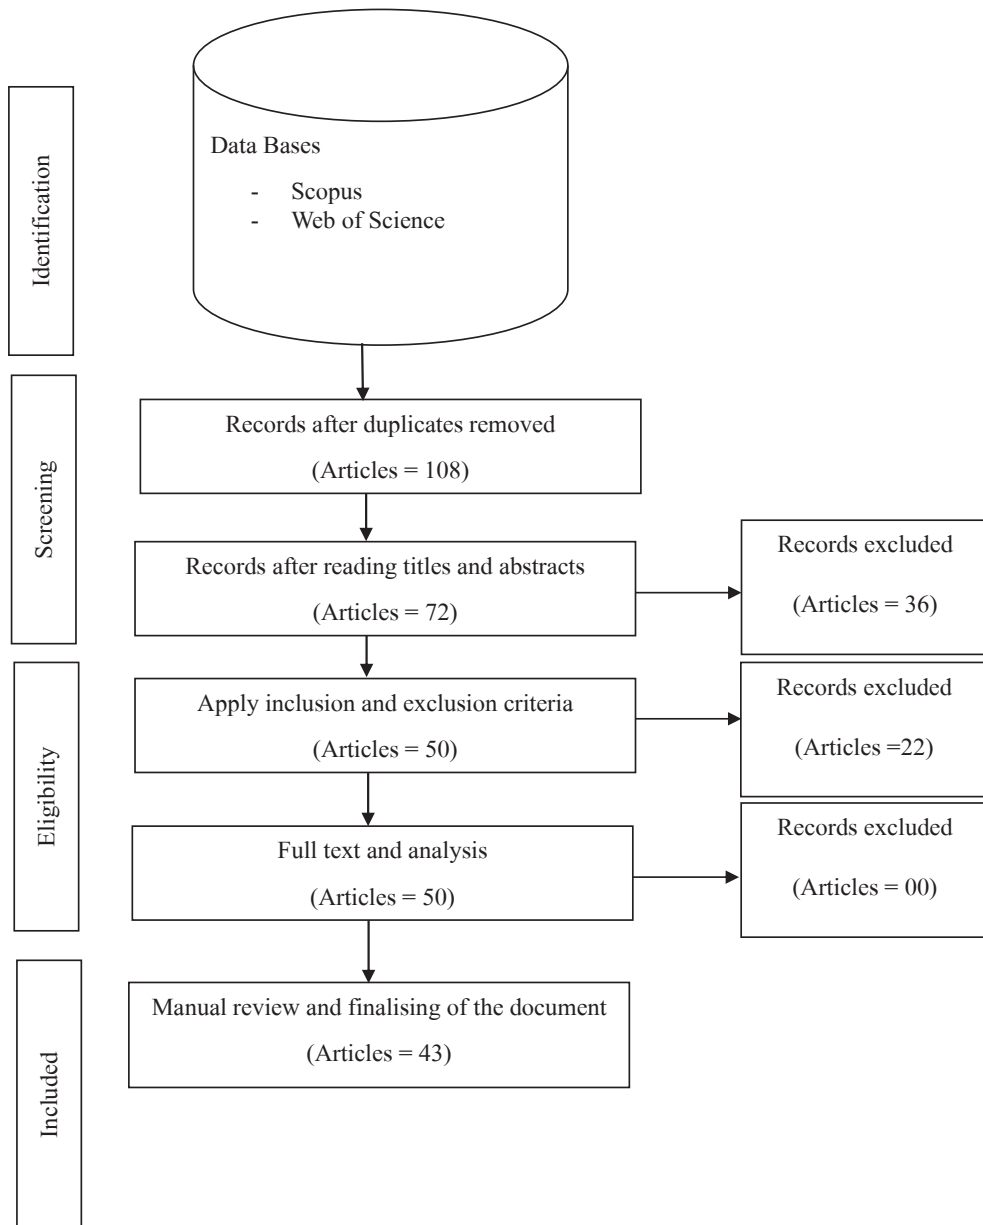 Identification
Data Bases
- Scopus
- Web of Science
Screening
Records after duplicates removed
(Articles = 108)
Records after reading titles and abstracts
(Articles = 72)
Records excluded
(Articles = 36)
Eligibility
Apply inclusion and exclusion criteria
(Articles = 50)
Records excluded
(Articles =22)
Full text and analysis
(Articles = 50)
Records excluded
(Articles = 00)
Included
Manual review and finalising of the document
(Articles = 43)